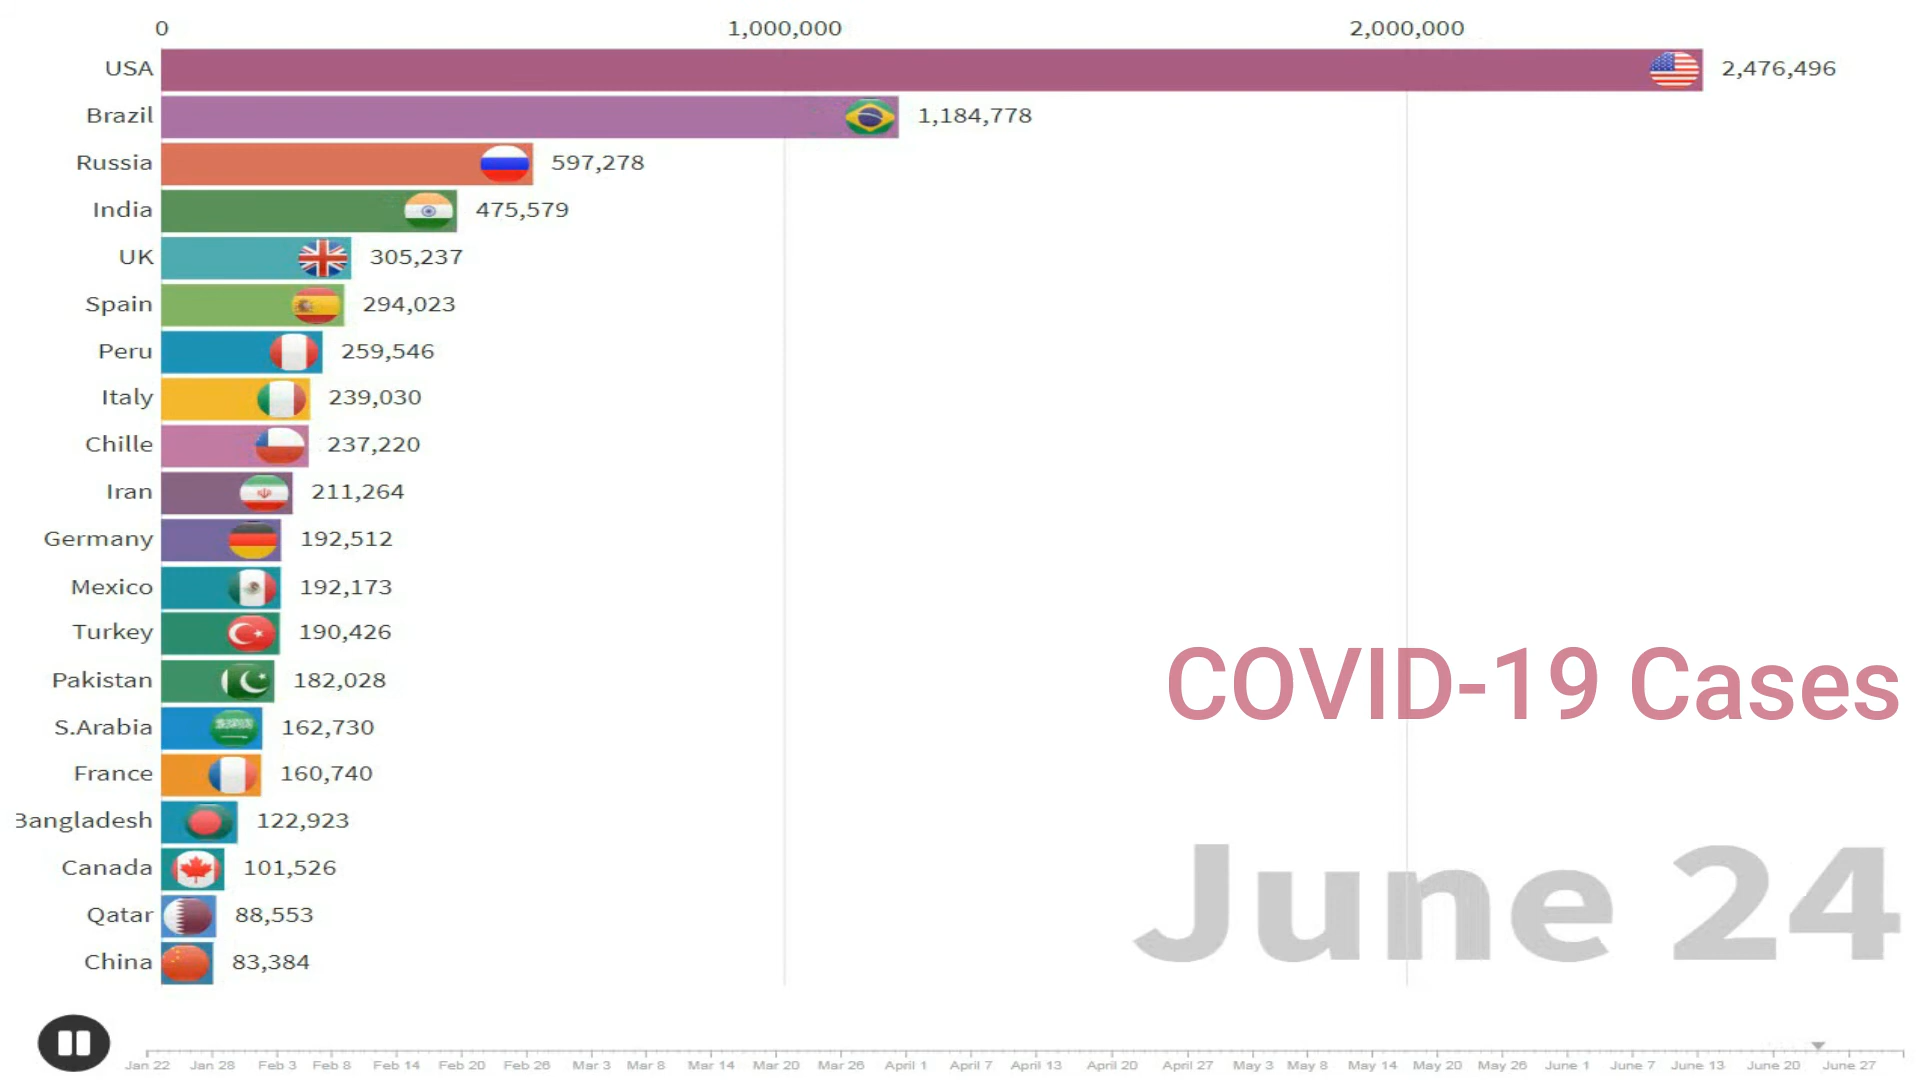 0 1,000,000 2,000,000
USA 2,476,496
Brazil 1,184,778
Russia 597,278
India 475,579
UK 305,237
Spain 294,023
Peru 259,546
Italy 239,030
Chille 237,220
Iran 211,264
Germany 192,512
Mexico 192,173
Turkey 190,426
Pakistan 182,028
S.Arabia 162,730
France 160,740
Bangladesh 122,923
Canada 101,526
Qatar 88,553
China 83,384
COVID-19 Cases
June 24
Jan 22 Jan 28 Feb 3 Feb 8 Feb 14 Feb 20 Feb 26 Mar 3 Mar 8 Mar 14 Mar 20 Mar 26 April 1 April 7 April 13 April 20 April 27 May 3 May 8 May 14 May 20 May 26 June 1 June 7 June 13 June 20 June 27